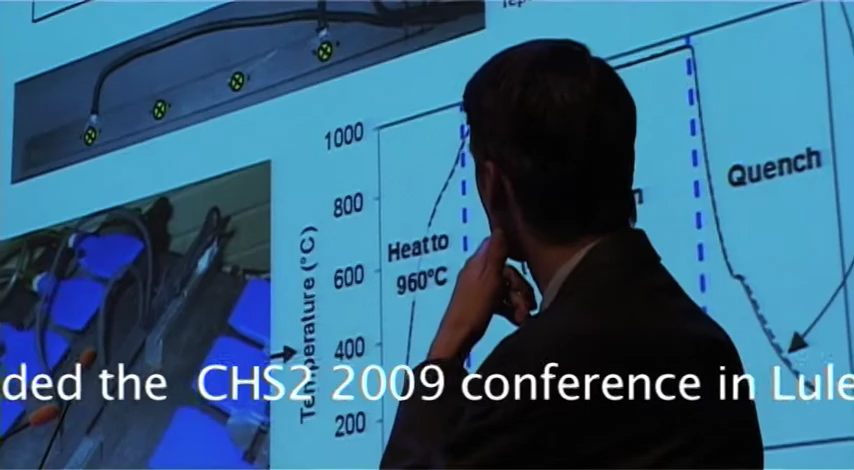 1000
800
600
400
200
Temperature (°C)
Heat to
960°C
Quench
ded the CHS2 2009 conference in Lule